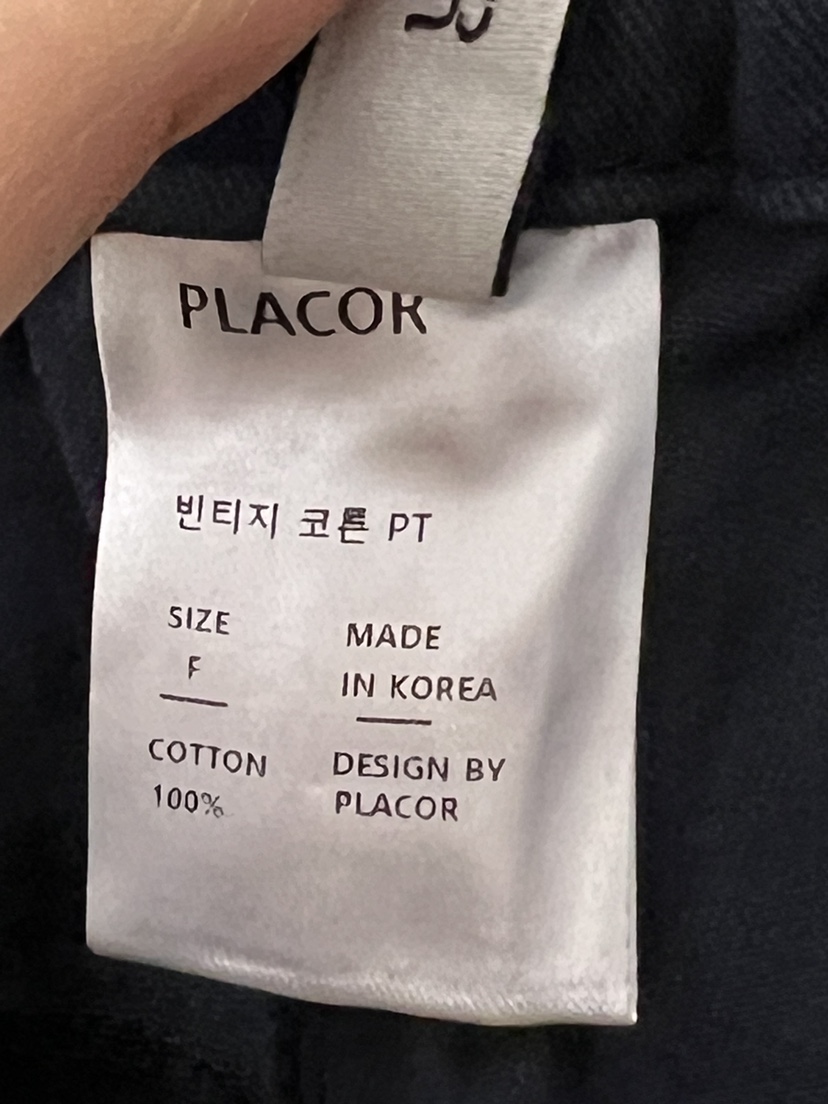 PLACOR
빈티지 코튼 PT
SIZE
F
MADE
IN KOREA
COTTON
100%
DESIGN BY
PLACOR